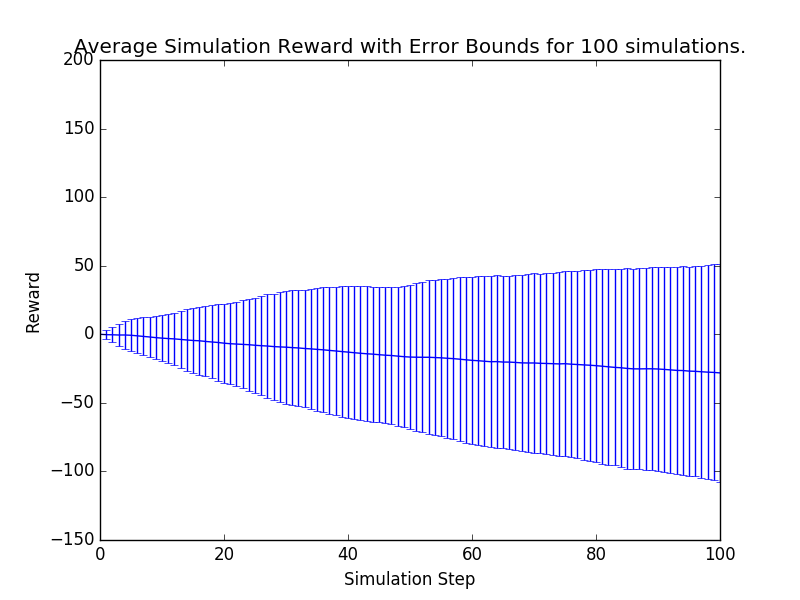 Average Simulation Reward with Error Bounds for 100 simulations.
200
150
100
50
0
−50
−100
−150
Reward
0 20 40 60 80 100
Simulation Step